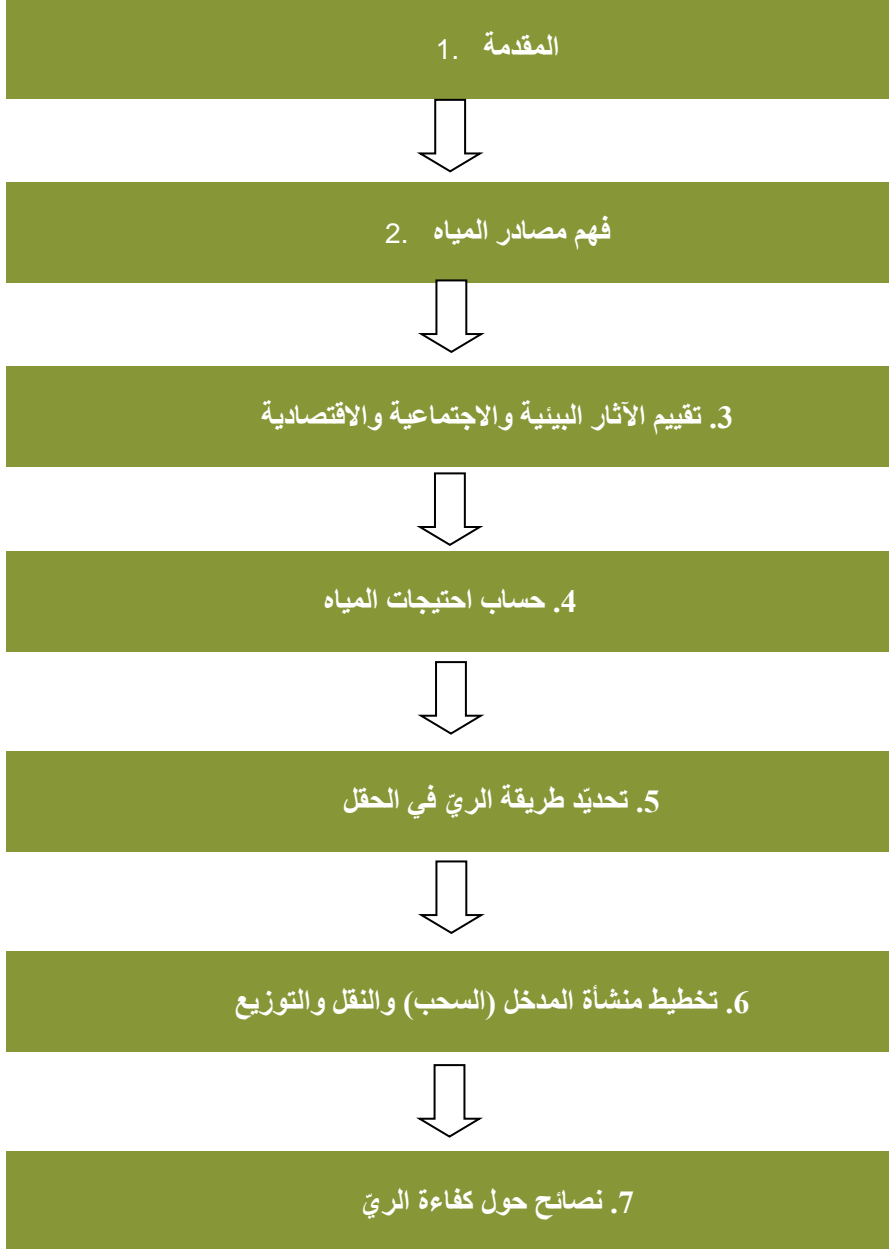 1. المقدمة
2. فهم مصادر المياه
3. تقييم الآثار البيئية والاجتماعية والاقتصادية
4. حساب احتيجات المياه
5. تحديّد طريقة الريّ في الحقل
6. تخطيط منشأة المدخل (السحب) والنقل والتوزيع
7. نصائح حول كفاءة الريّ